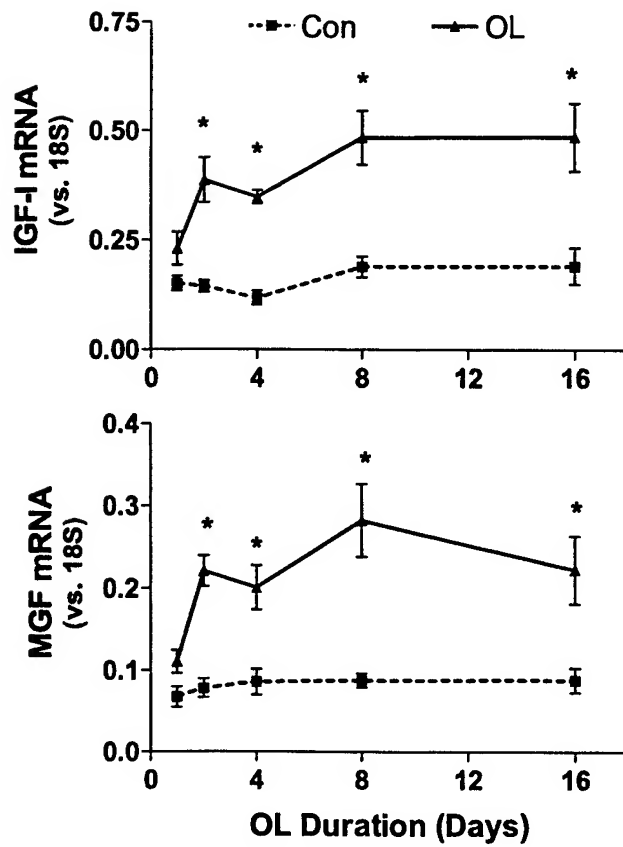 Con OL
IGF-I mRNA
(vs. 18S)
0.75
*
*
*
*
0.50
0.25
0.00
0 4 8 12 16
MGF mRNA
(vs. 18S)
0.4
*
*
*
*
0.3
0.2
0.1
0.0
0 4 8 12 16
OL Duration (Days)